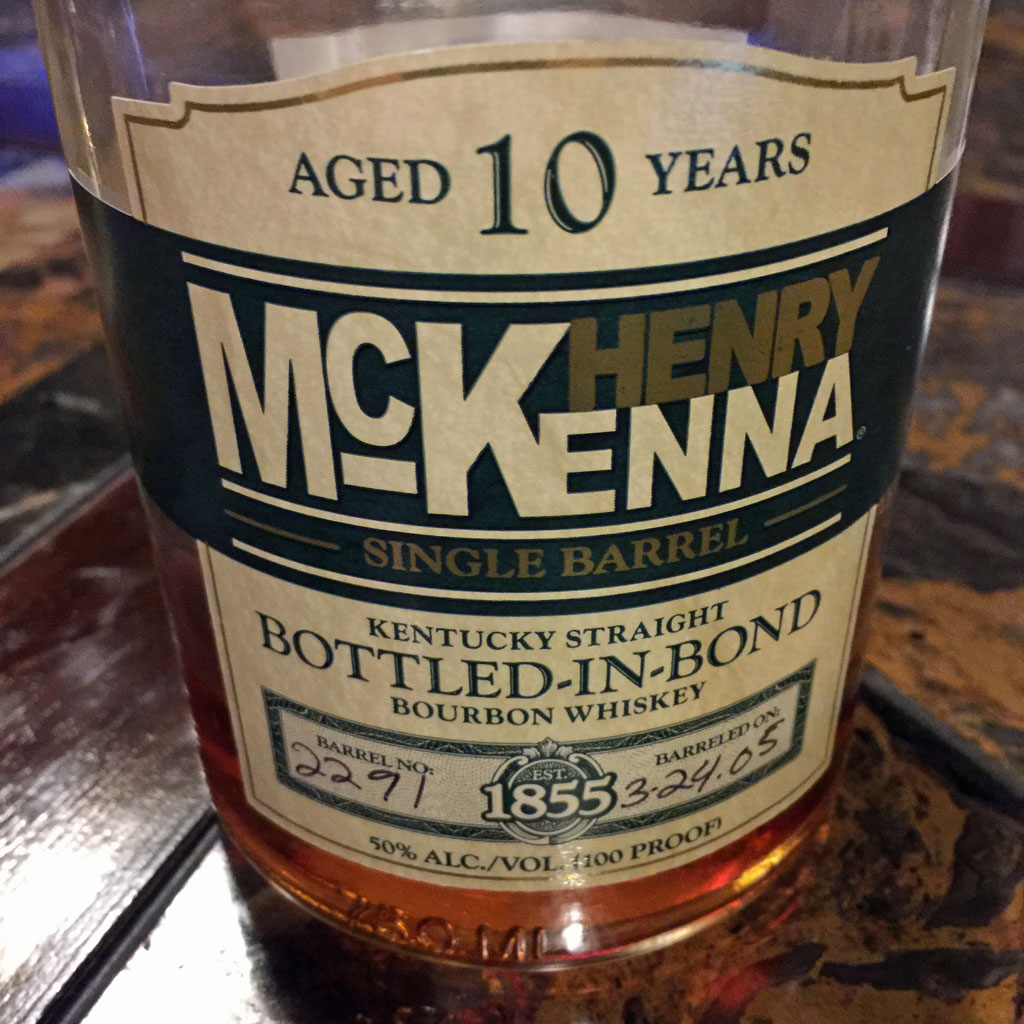 AGED 10 YEARS
HENRY
McKENNA®
SINGLE BARREL
KENTUCKY STRAIGHT
BOTTLED-IN-BOND
BOURBON WHISKEY
BARREL NO:
2291
EST.
1855
BARRELED ON:
3-24.05
50% ALC./VOL. (100 PROOF)
750 ML